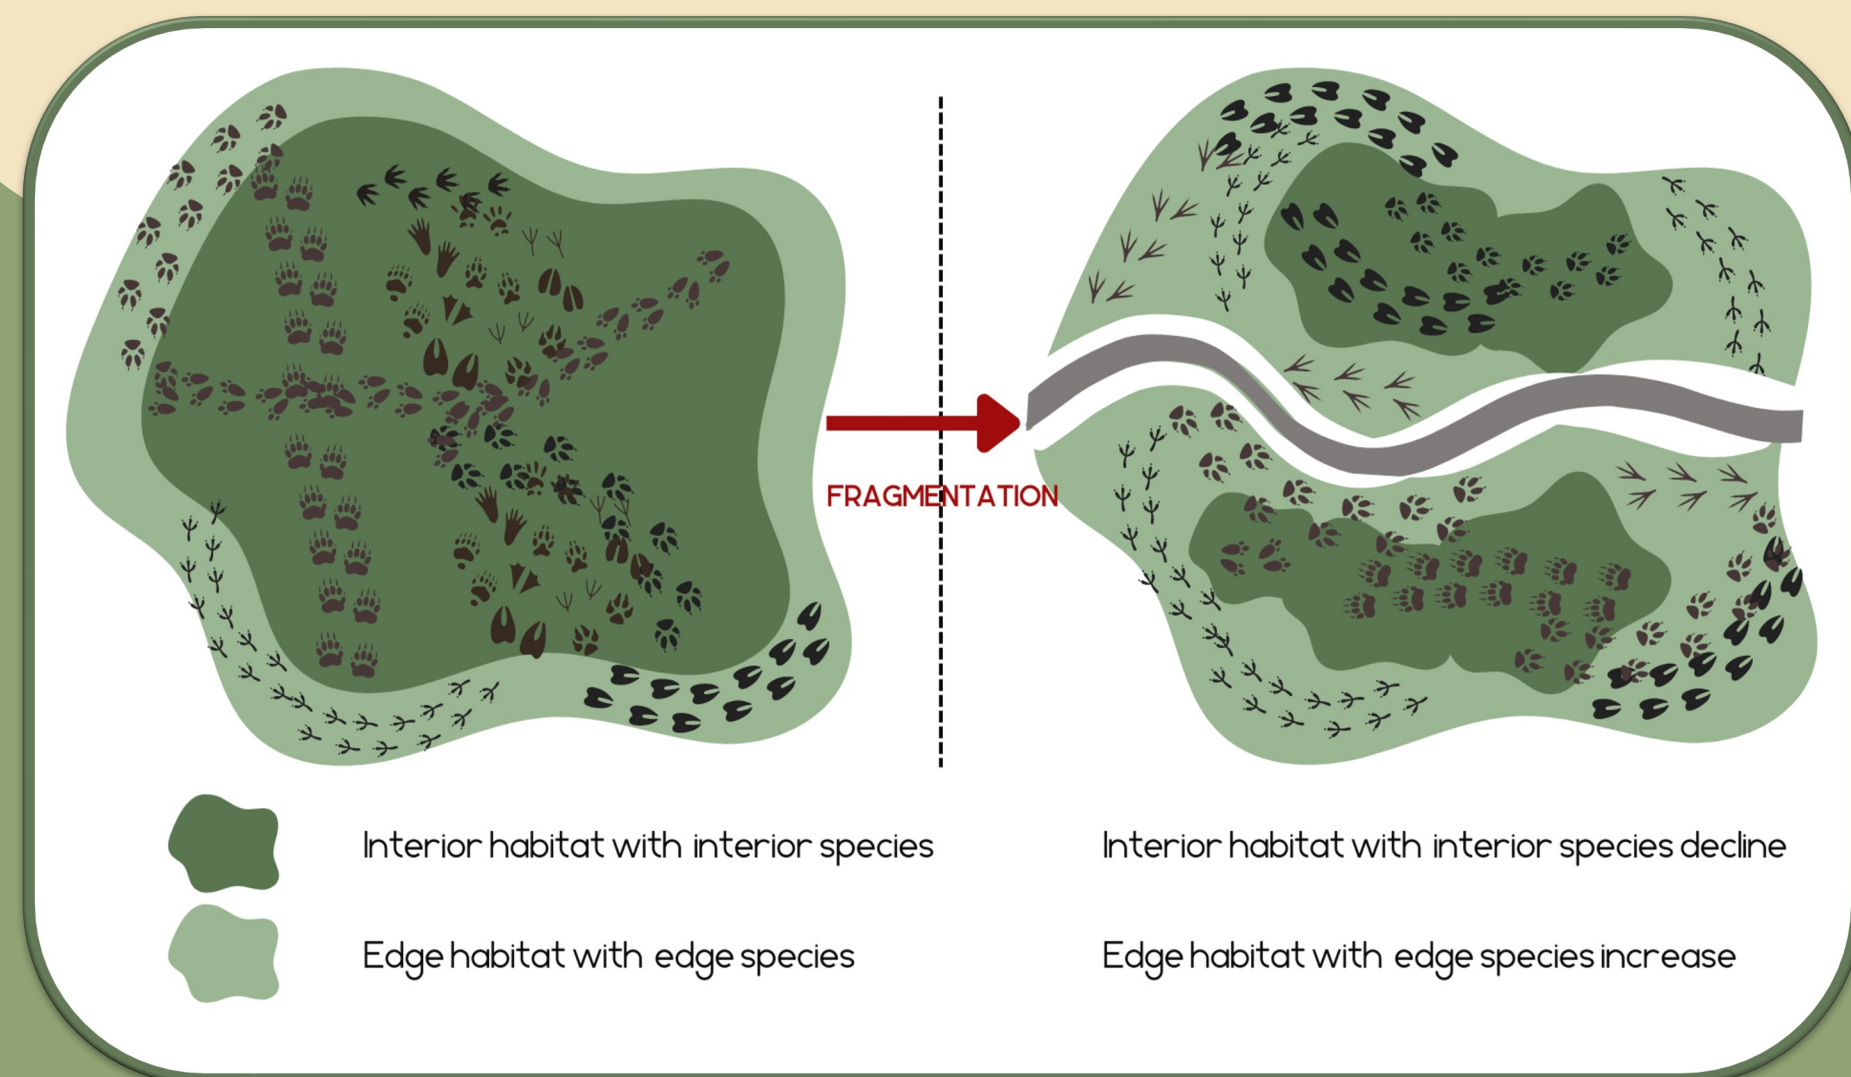 FRAGMENTATION
Interior habitat with interior species
Interior habitat with interior species decline
Edge habitat with edge species
Edge habitat with edge species increase